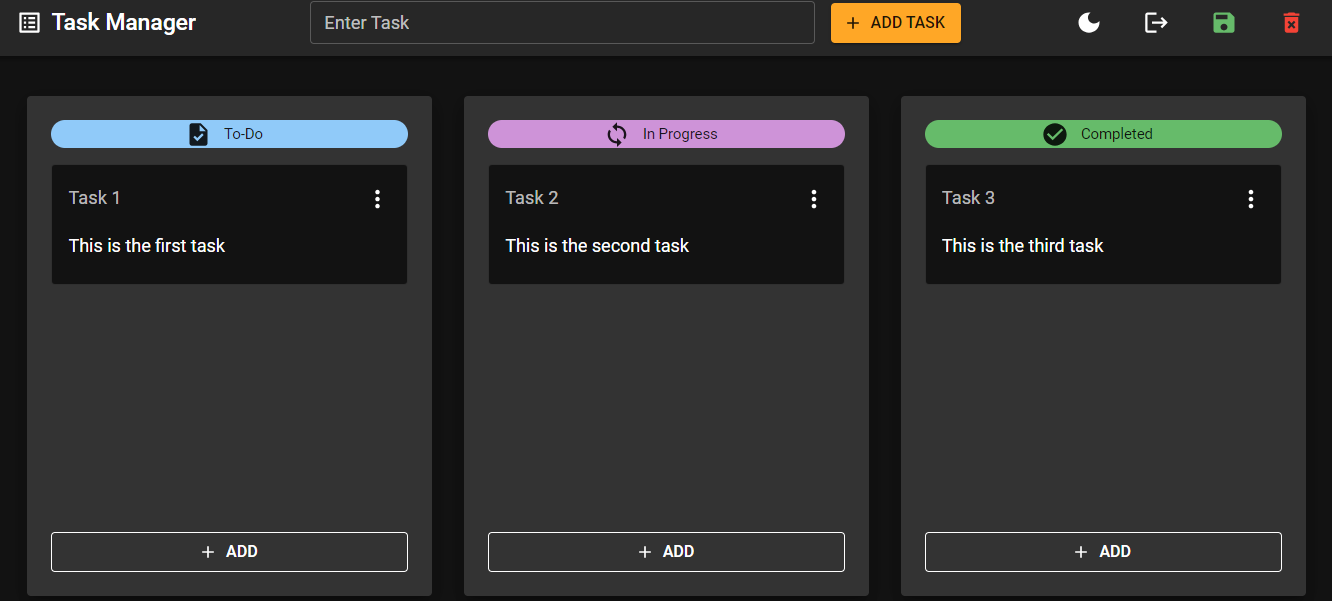 Task Manager
Enter Task
+ ADD TASK
To-Do
Task 1
This is the first task
+ ADD
In Progress
Task 2
This is the second task
+ ADD
Completed
Task 3
This is the third task
+ ADD